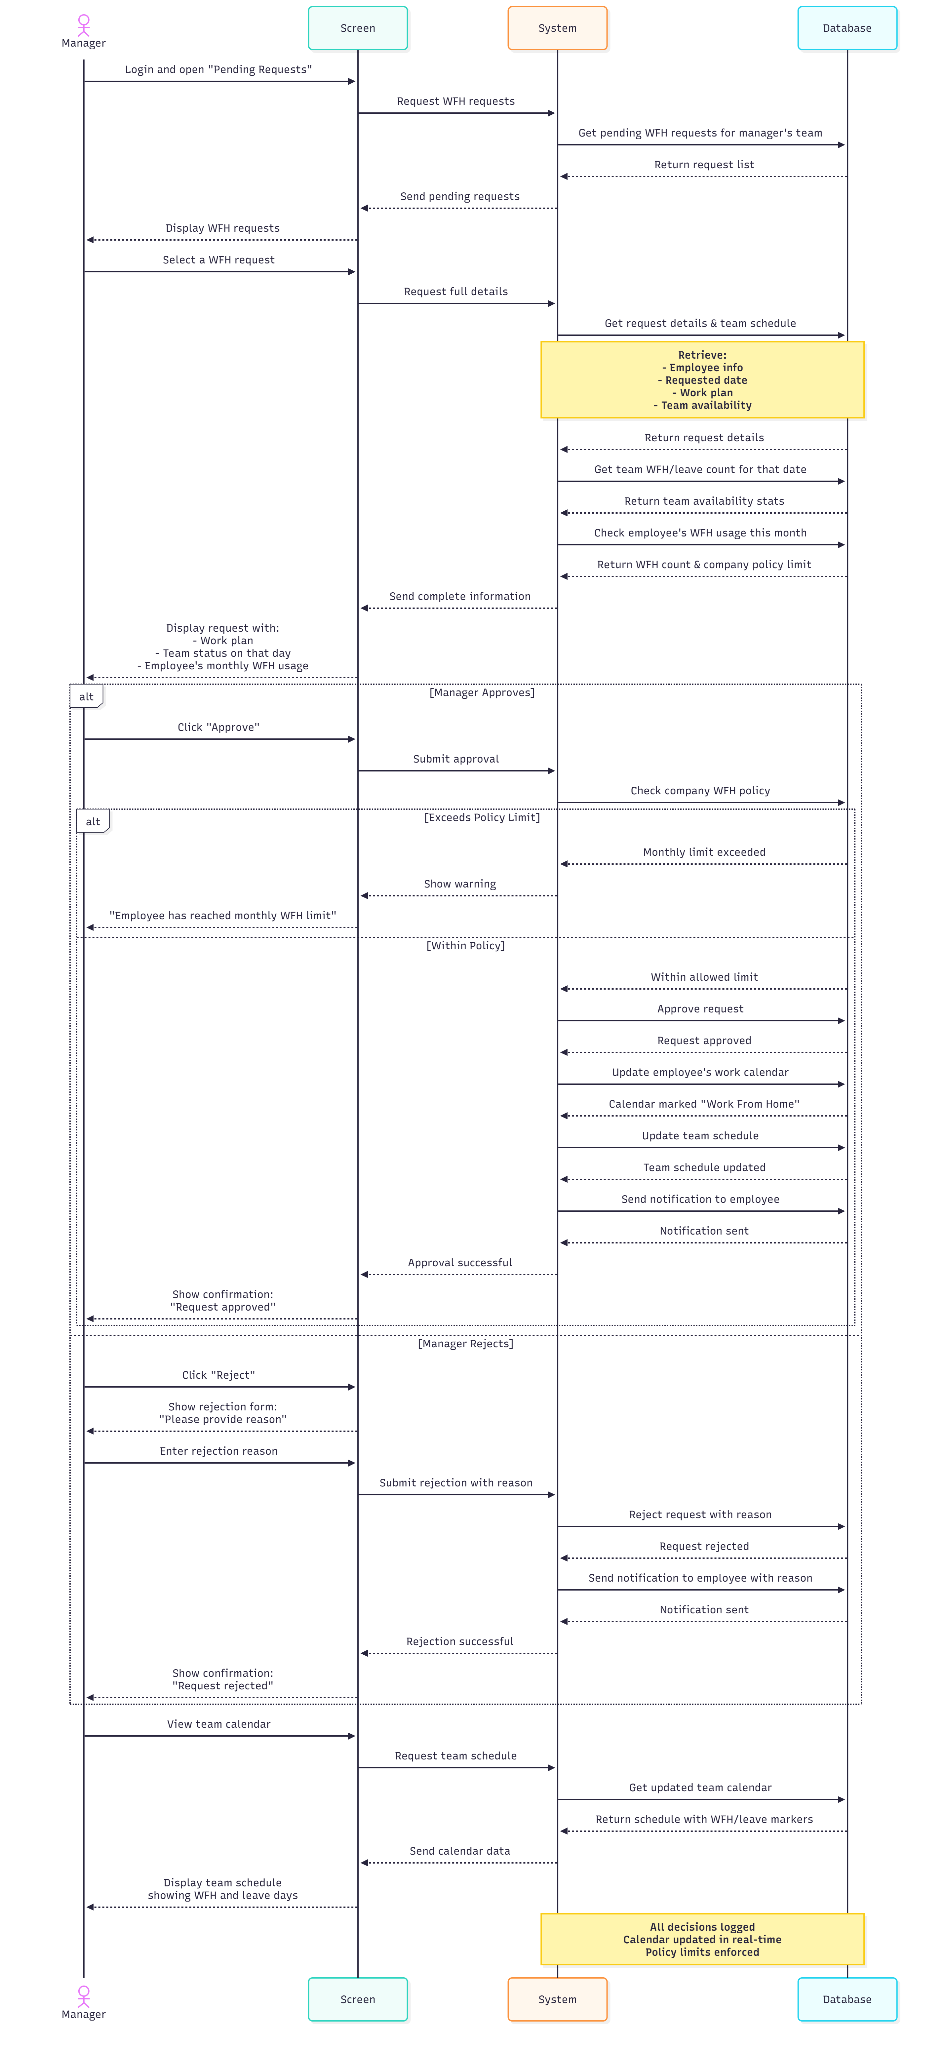 Manager
Screen
System
Database
Login and open "Pending Requests"
Request WFH requests
Get pending WFH requests for manager's team
Return request list
Send pending requests
Display WFH requests
Select a WFH request
Request full details
Get request details & team schedule
Retrieve:
- Employee info
- Requested date
- Work plan
- Team availability
Return request details
Get team WFH/leave count for that date
Return team availability stats
Check employee's WFH usage this month
Return WFH count & company policy limit
Send complete information
Display request with:
- Work plan
- Team status on that day
- Employee's monthly WFH usage
alt
[Manager Approves]
Click "Approve"
Submit approval
Check company WFH policy
alt
[Exceeds Policy Limit]
Monthly limit exceeded
Show warning
"Employee has reached monthly WFH limit"
[Within Policy]
Within allowed limit
Approve request
Request approved
Update employee's work calendar
Calendar marked "Work From Home"
Update team schedule
Team schedule updated
Send notification to employee
Notification sent
Approval successful
Show confirmation:
"Request approved"
[Manager Rejects]
Click "Reject"
Show rejection form:
"Please provide reason"
Enter rejection reason
Submit rejection with reason
Reject request with reason
Request rejected
Send notification to employee with reason
Notification sent
Rejection successful
Show confirmation:
"Request rejected"
View team calendar
Request team schedule
Get updated team calendar
Return schedule with WFH/leave markers
Send calendar data
Display team schedule
showing WFH and leave days
All decisions logged
Calendar updated in real-time
Policy limits enforced
Manager
Screen
System
Database